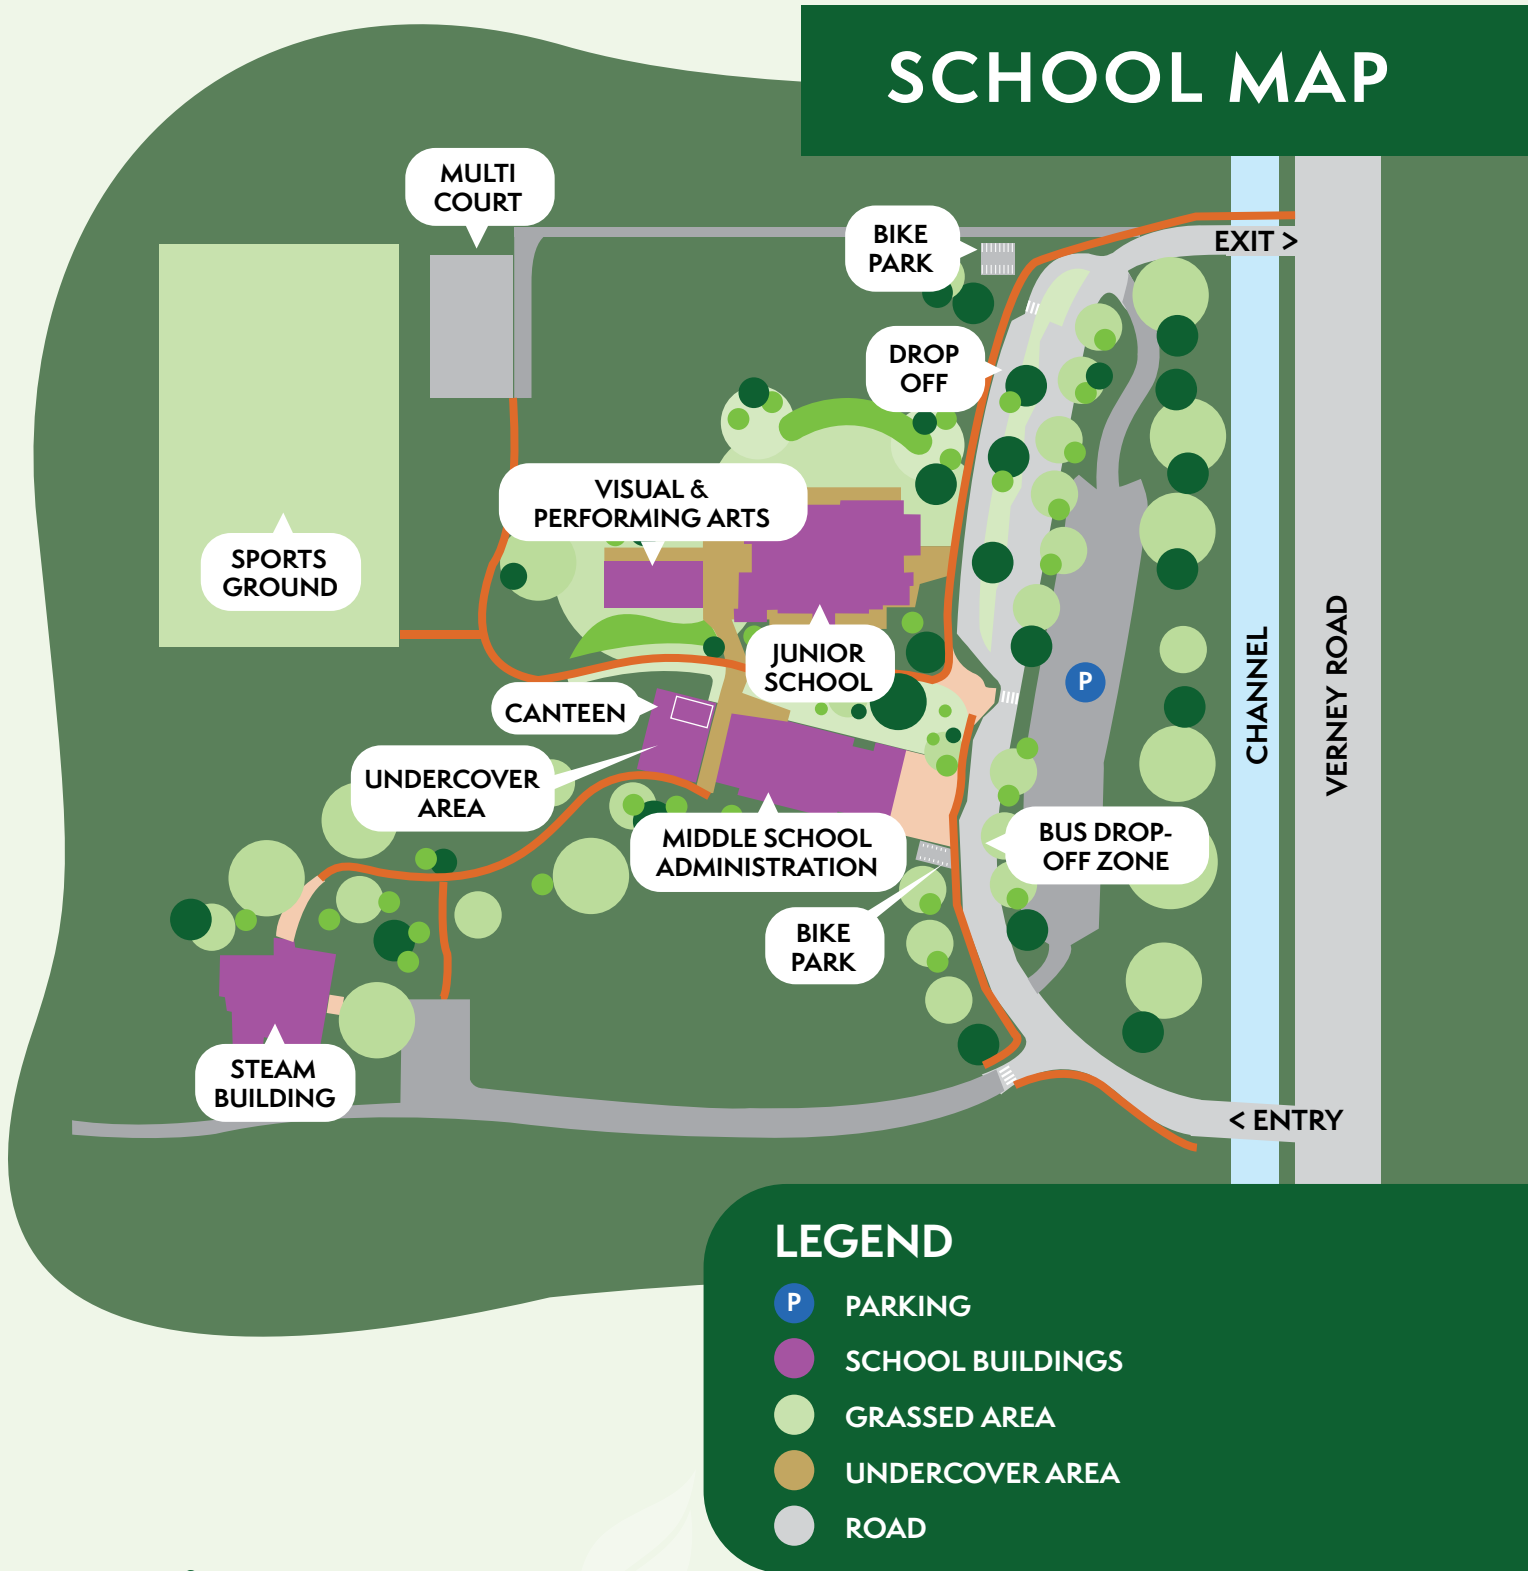 SCHOOL MAP
MULTI
COURT
BIKE
PARK
EXIT >
DROP
OFF
VISUAL &
PERFORMING ARTS
SPORTS
GROUND
JUNIOR
SCHOOL
P
CHANNEL
VERNEY ROAD
CANTEEN
UNDERCOVER
AREA
MIDDLE SCHOOL
ADMINISTRATION
BUS DROP-
OFF ZONE
BIKE
PARK
STEAM
BUILDING
< ENTRY
LEGEND
P PARKING
SCHOOL BUILDINGS
GRASSED AREA
UNDERCOVER AREA
ROAD